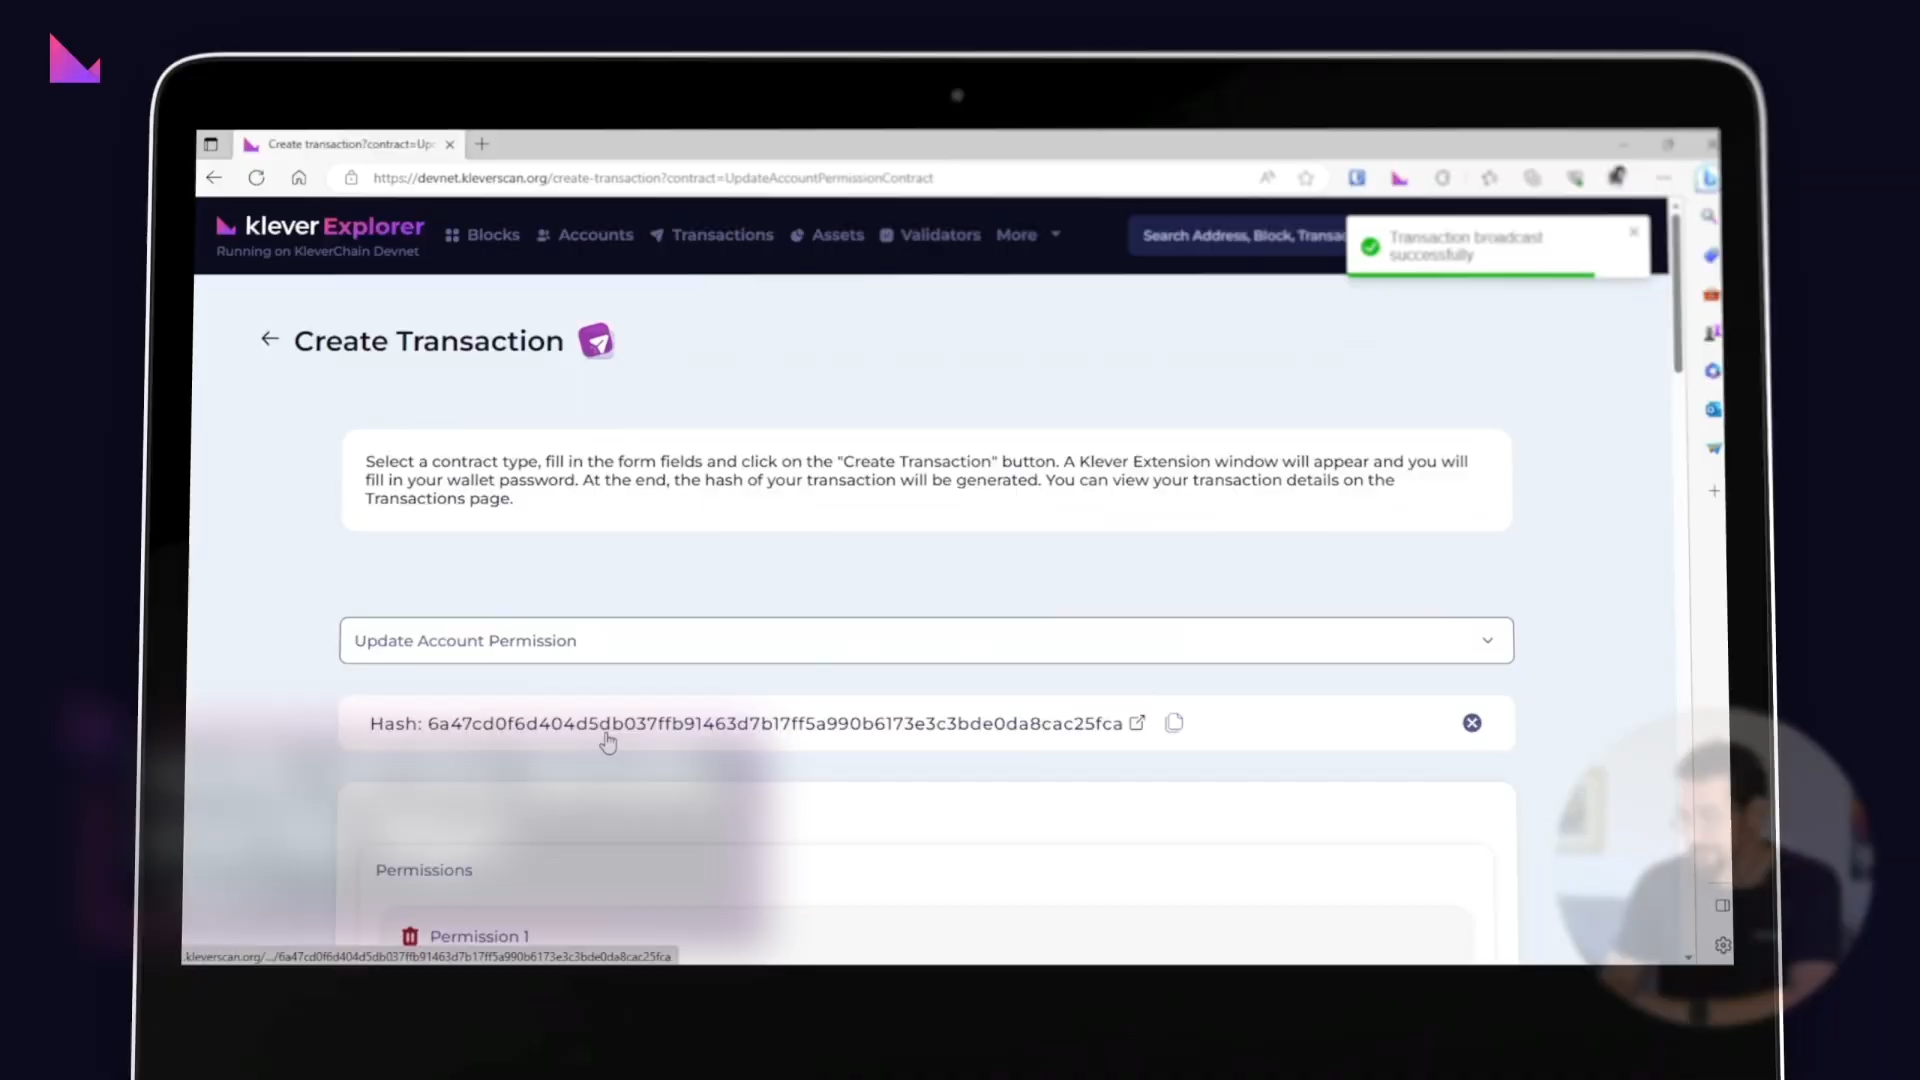 Create transaction?contract=Up
https://devnet.kleverscan.org/create-transaction?contract=UpdateAccountPermissionContract
klever Explorer
Running on KleverChain Devnet
Blocks
Accounts
Transactions
Assets
Validators
More
Search Address, Block, Transac
Transaction broadcast
successfully
Create Transaction
Select a contract type, fill in the form fields and click on the "Create Transaction" button. A Klever Extension window will appear and you will
fill in your wallet password. At the end, the hash of your transaction will be generated. You can view your transaction details on the
Transactions page.
Update Account Permission
Hash: 6a47cd0f6d404d5db037ffb91463d7b17ff5a990b6173e3c3bde0da8cac25fca
Permissions
Permission 1
.kleverscan.org/.../6a47cd0f6d404d5db037ffb91463d7b17ff5a990b6173e3c3bde0da8cac25fca